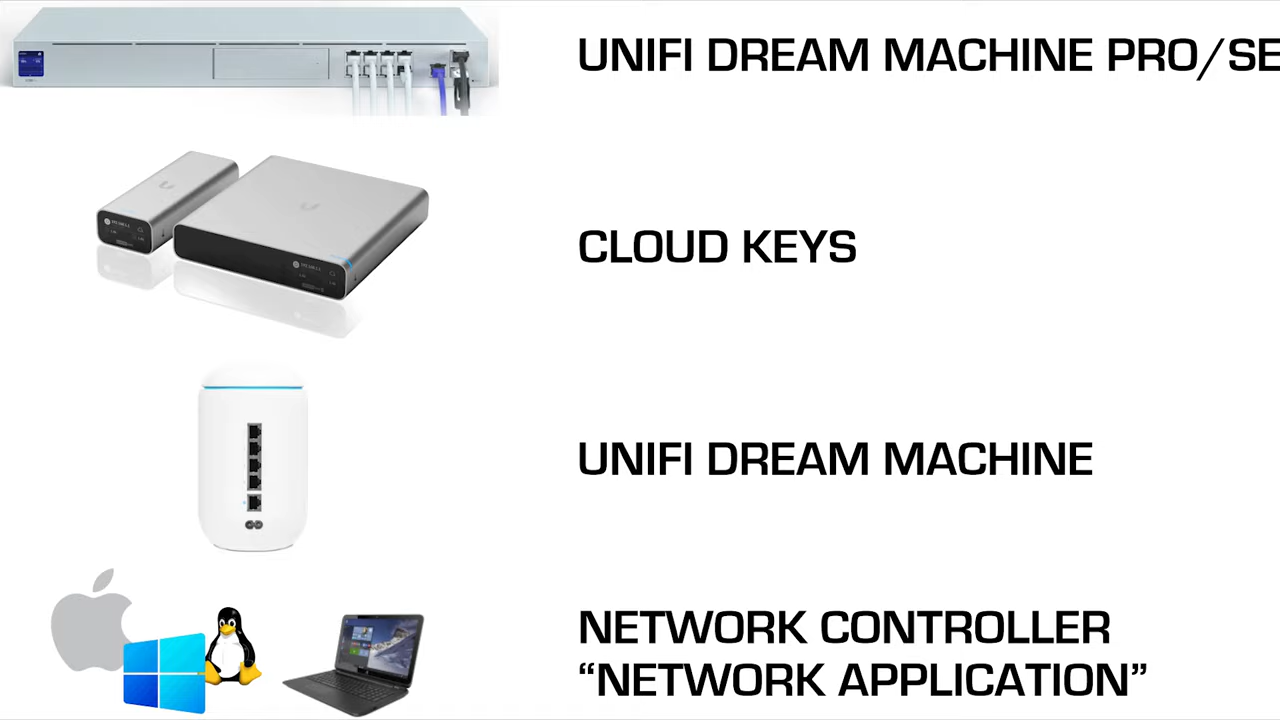 UNIFI DREAM MACHINE PRO/SE
CLOUD KEYS
UNIFI DREAM MACHINE
NETWORK CONTROLLER
“NETWORK APPLICATION”